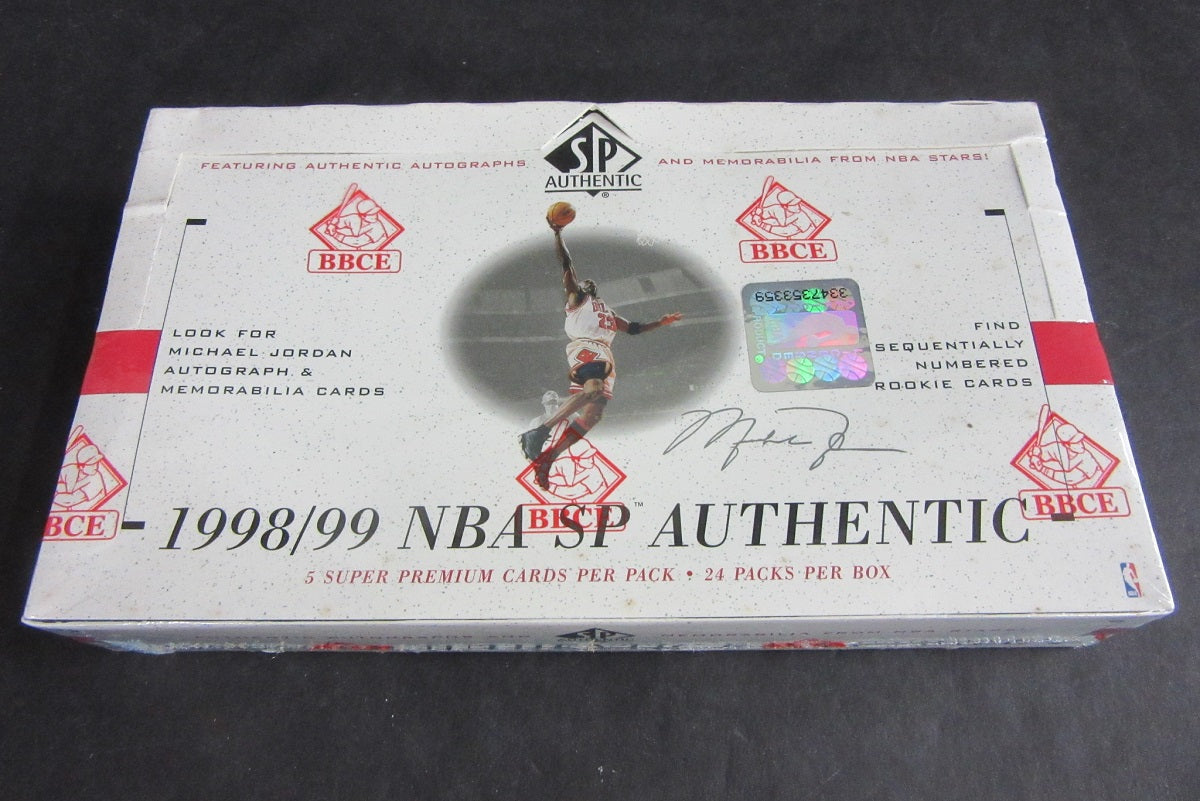 FEATURING AUTHENTIC AUTOGRAPHS
SP
AUTHENTIC
®
AND MEMORABILIA FROM NBA STARS!
BBCE
BBCE
3347353359
LOOK FOR
MICHAEL JORDAN
AUTOGRAPH &
MEMORABILIA CARDS
23
FIND
SEQUENTIALLY
NUMBERED
ROOKIE CARDS
BBCE
BBCE
BBCE
1998/99 NBA SP™ AUTHENTIC
5 SUPER PREMIUM CARDS PER PACK • 24 PACKS PER BOX
SP